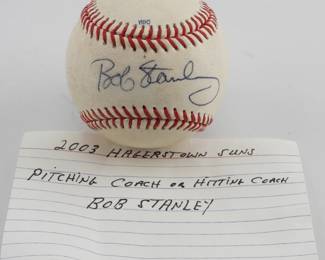 Bob Stanley
2003 HAGERSTOWN SUNS
PITCHING COACH OR HITTING COACH
BOB STANLEY